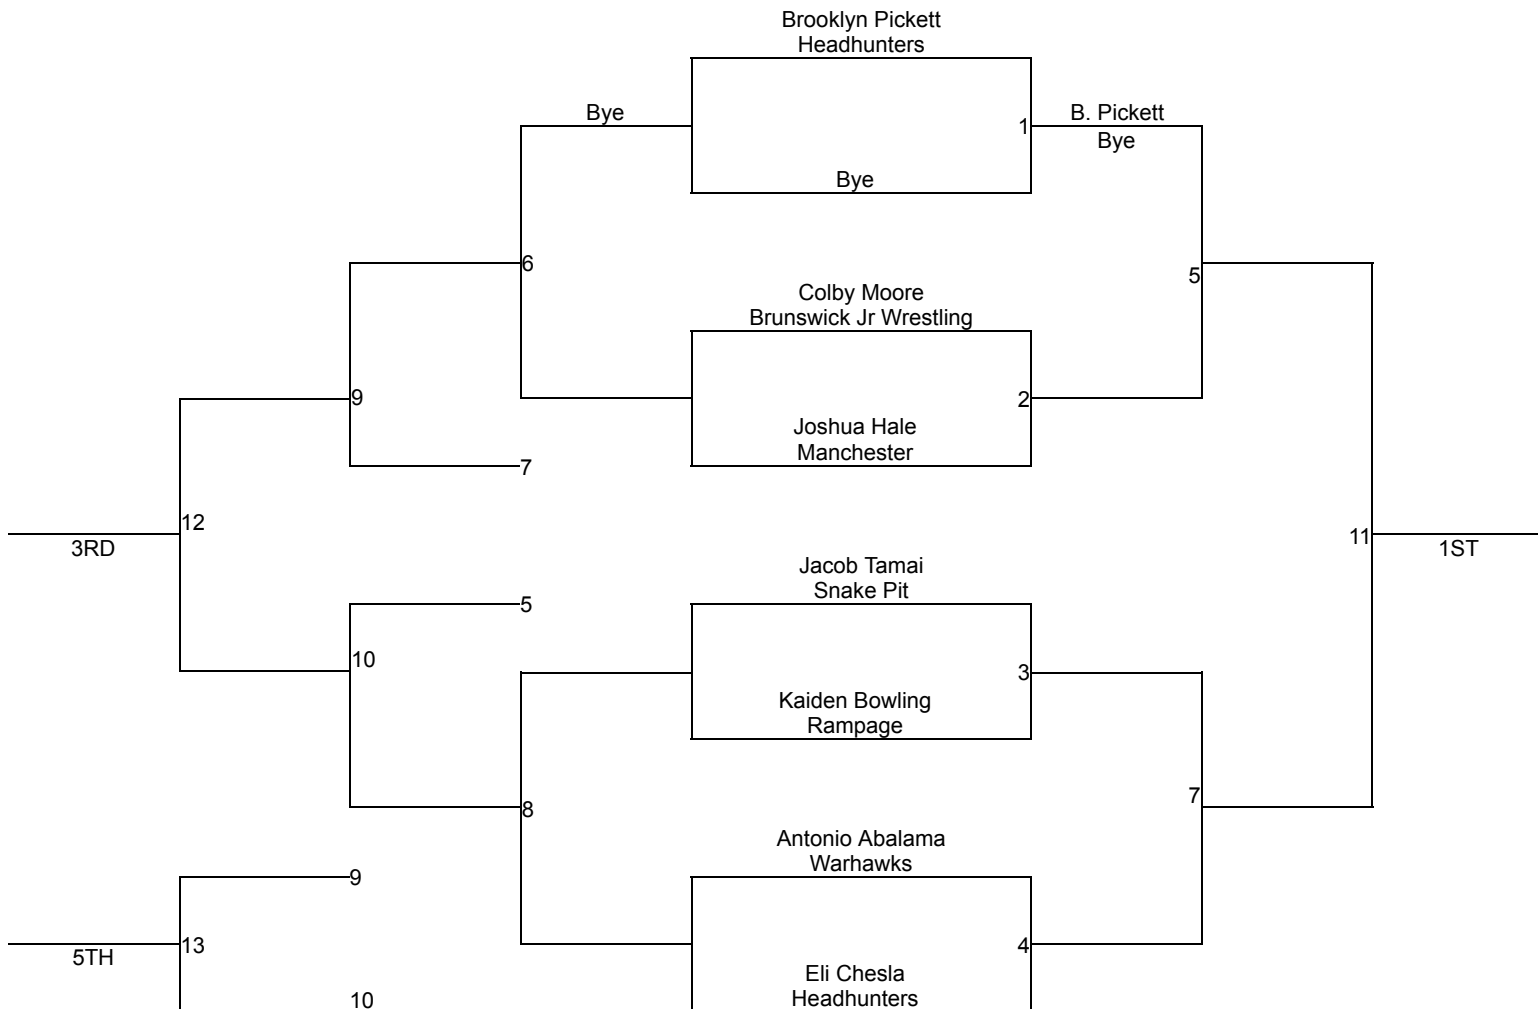 Brooklyn Pickett
Headhunters
Bye
1
B. Pickett
Bye
Bye
6
5
Colby Moore
Brunswick Jr Wrestling
9
2
Joshua Hale
Manchester
7
12
3RD
11
1ST
Jacob Tamai
Snake Pit
5
10
3
Kaiden Bowling
Rampage
7
8
Antonio Abalama
Warhawks
9
13
5TH
4
Eli Chesla
Headhunters
10